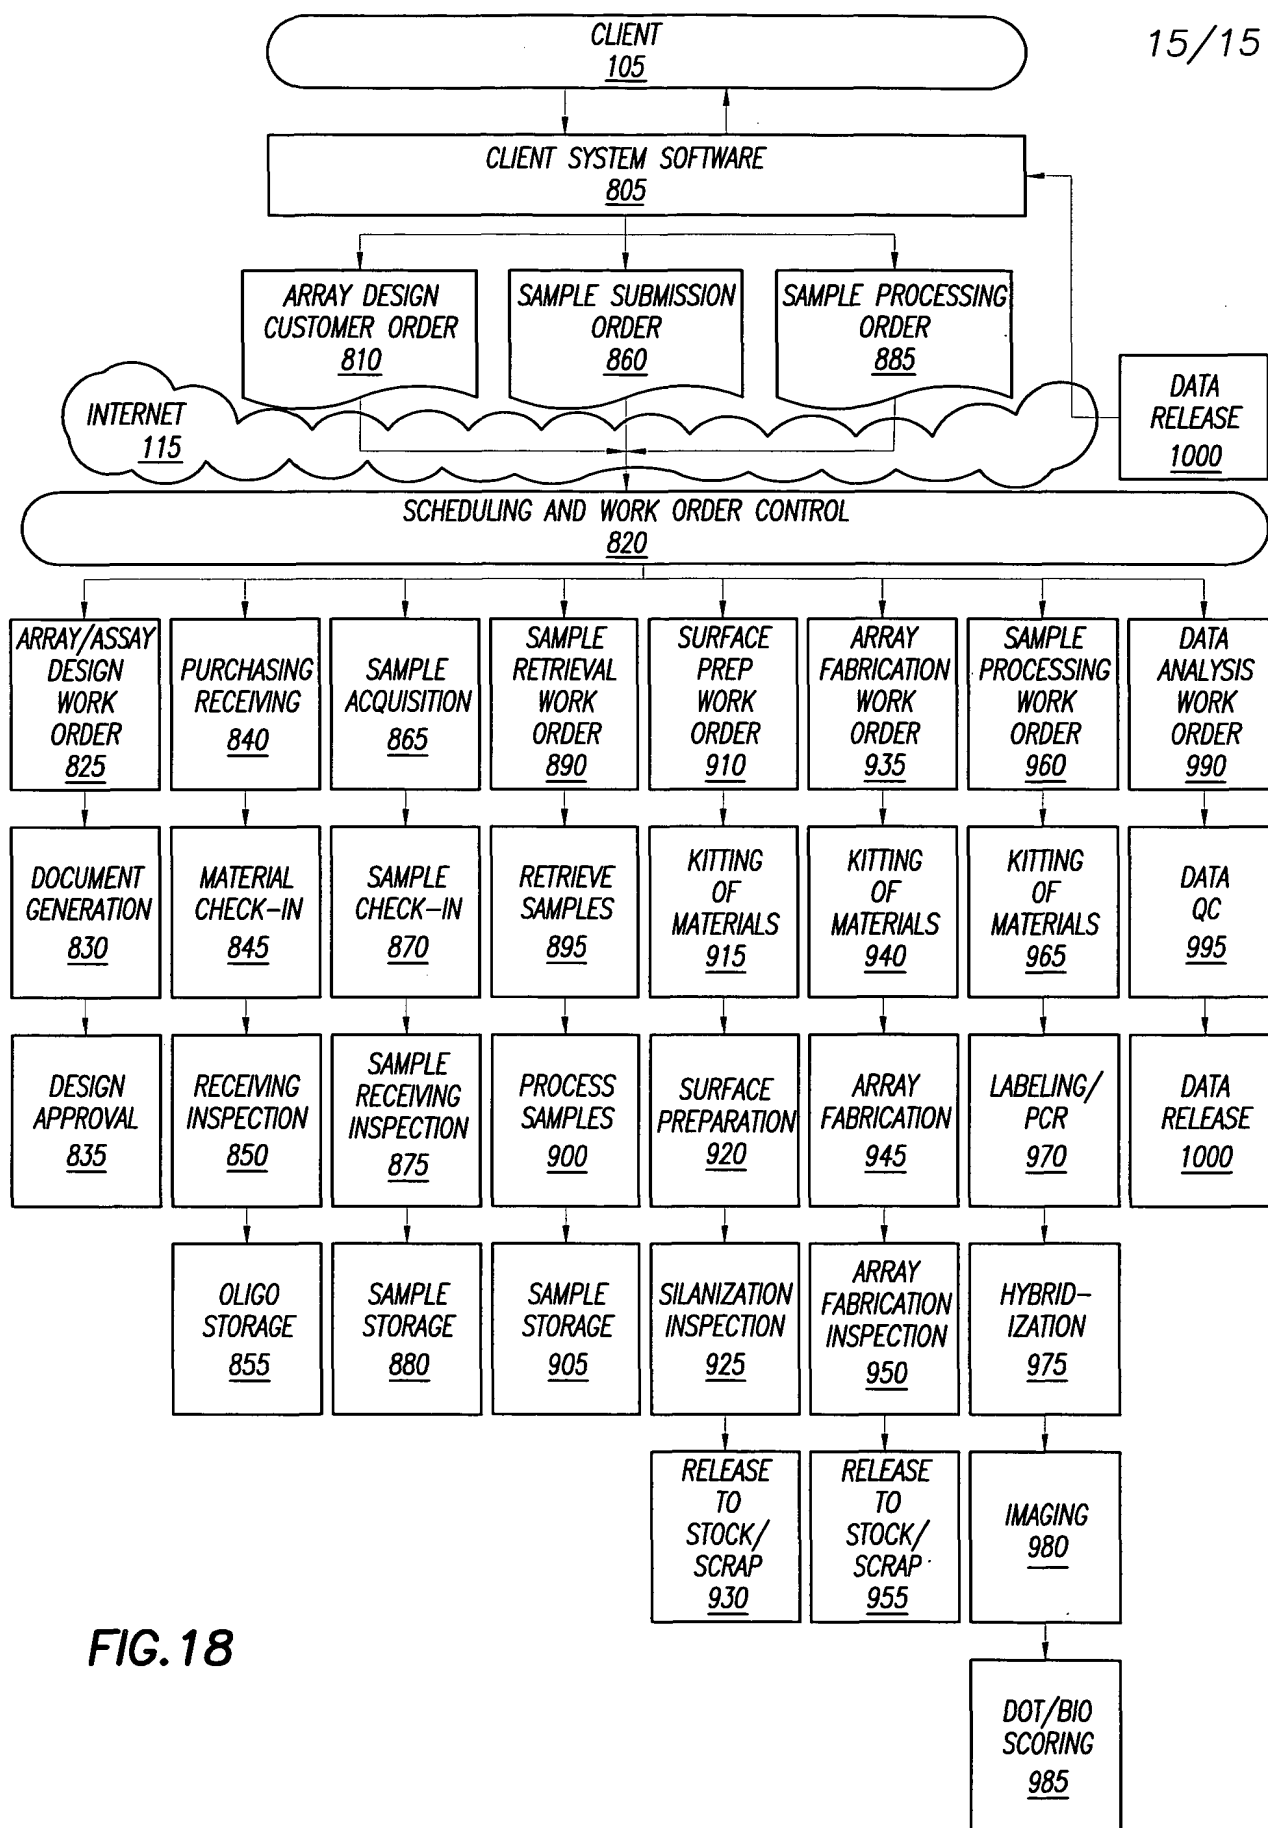 15/15
CLIENT
105
CLIENT SYSTEM SOFTWARE
805
ARRAY DESIGN
CUSTOMER ORDER
810
SAMPLE SUBMISSION
ORDER
860
SAMPLE PROCESSING
ORDER
885
DATA
RELEASE
1000
INTERNET
115
SCHEDULING AND WORK ORDER CONTROL
820
ARRAY/ASSAY
DESIGN
WORK
ORDER
825
PURCHASING
RECEIVING
840
SAMPLE
ACQUISITION
865
SAMPLE
RETRIEVAL
WORK
ORDER
890
SURFACE
PREP
WORK
ORDER
910
ARRAY
FABRICATION
WORK
ORDER
935
SAMPLE
PROCESSING
WORK
ORDER
960
DATA
ANALYSIS
WORK
ORDER
990
DOCUMENT
GENERATION
830
MATERIAL
CHECK-IN
845
SAMPLE
CHECK-IN
870
RETRIEVE
SAMPLES
895
KITTING
OF
MATERIALS
915
KITTING
OF
MATERIALS
940
KITTING
OF
MATERIALS
965
DATA
QC
995
DESIGN
APPROVAL
835
RECEIVING
INSPECTION
850
SAMPLE
RECEIVING
INSPECTION
875
PROCESS
SAMPLES
900
SURFACE
PREPARATION
920
ARRAY
FABRICATION
945
LABELING/
PCR
970
DATA
RELEASE
1000
OLIGO
STORAGE
855
SAMPLE
STORAGE
880
SAMPLE
STORAGE
905
SILANIZATION
INSPECTION
925
ARRAY
FABRICATION
INSPECTION
950
HYBRID-
IZATION
975
RELEASE
TO
STOCK/
SCRAP
930
RELEASE
TO
STOCK/
SCRAP
955
IMAGING
980
DOT/BIO
SCORING
985
FIG.18